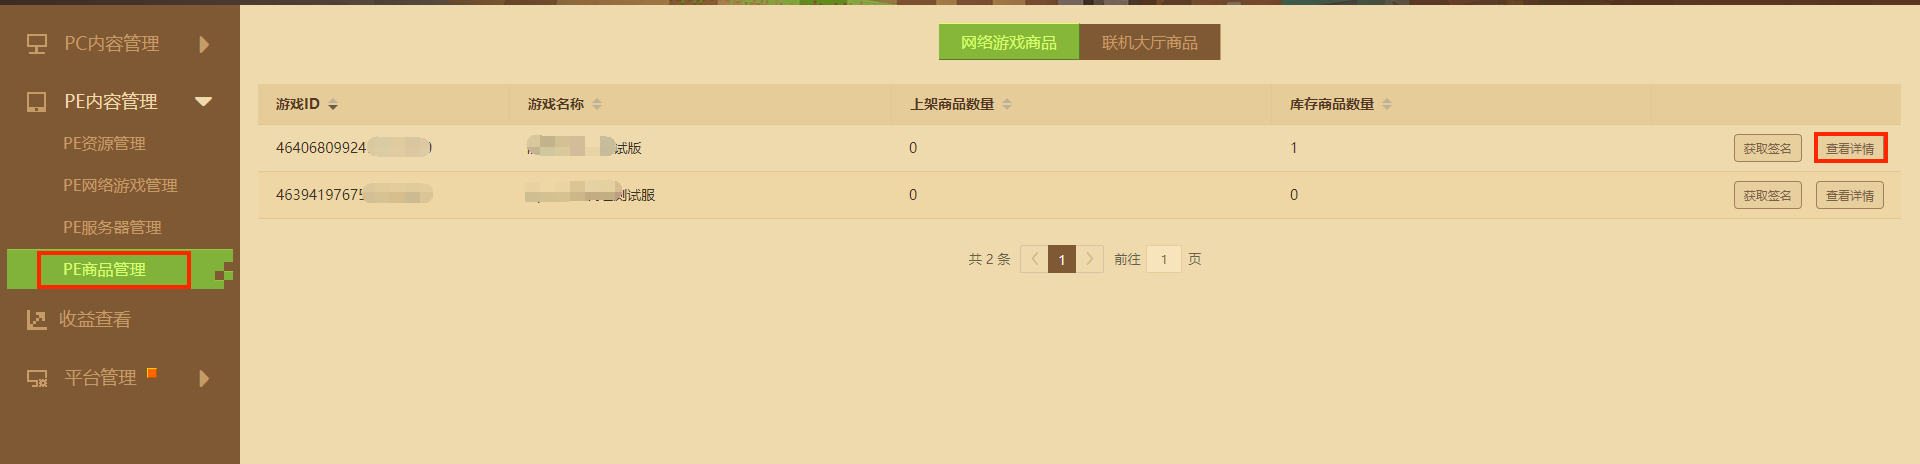 PC内容管理
PE内容管理
PE资源管理
PE网络游戏管理
PE服务器管理
PE商品管理
收益查看
平台管理
网络游戏商品 联机大厅商品
游戏ID 游戏名称 上架商品数量 库存商品数量
46406809924 试版 0 1 获取签名 查看详情
4639419767 测试服 0 0 获取签名 查看详情
共 2 条 1 前往 1 页